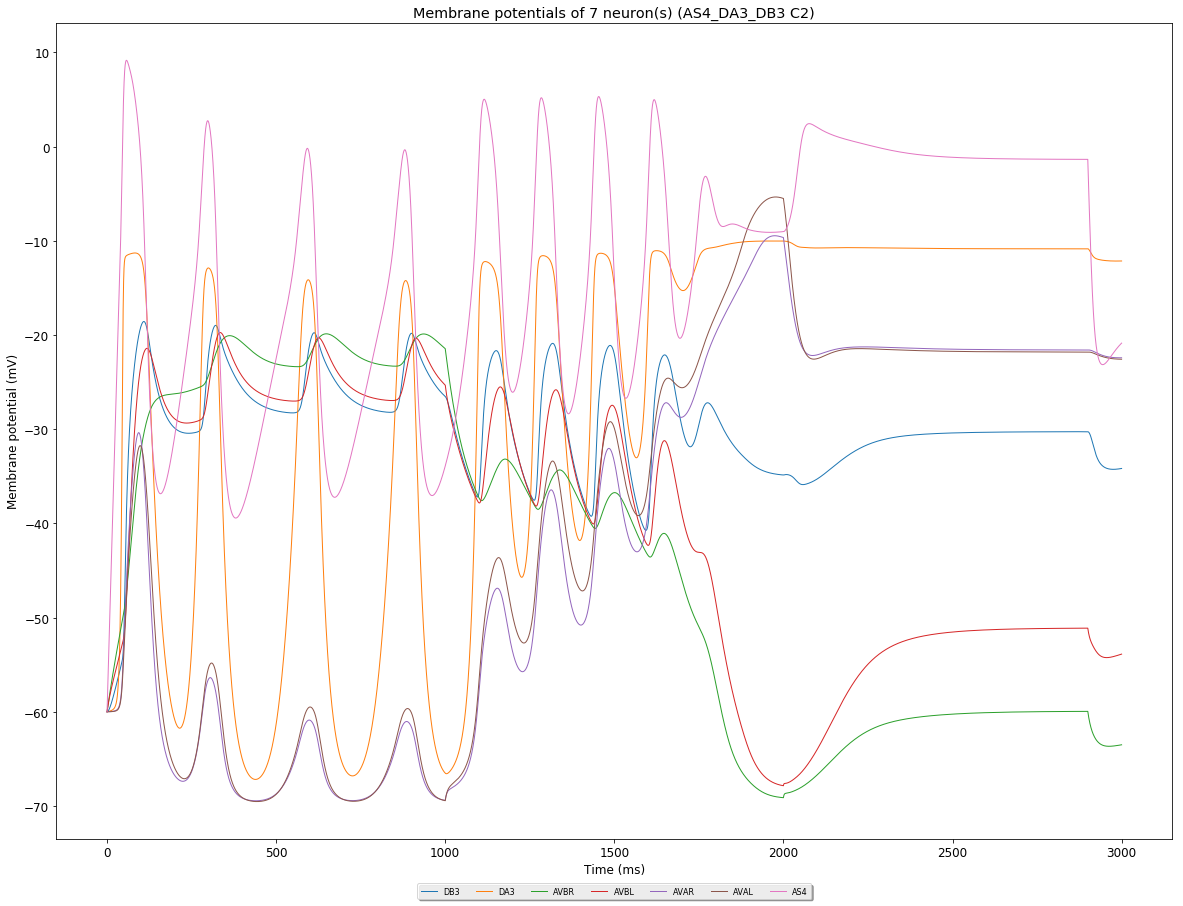 Membrane potentials of 7 neuron(s) (AS4_DA3_DB3 C2)
10
0
−10
−20
−30
−40
−50
−60
−70
Membrane potential (mV)
0 500 1000 1500 2000 2500 3000
Time (ms)
DB3 DA3 AVBR AVBL AVAR AVAL AS4